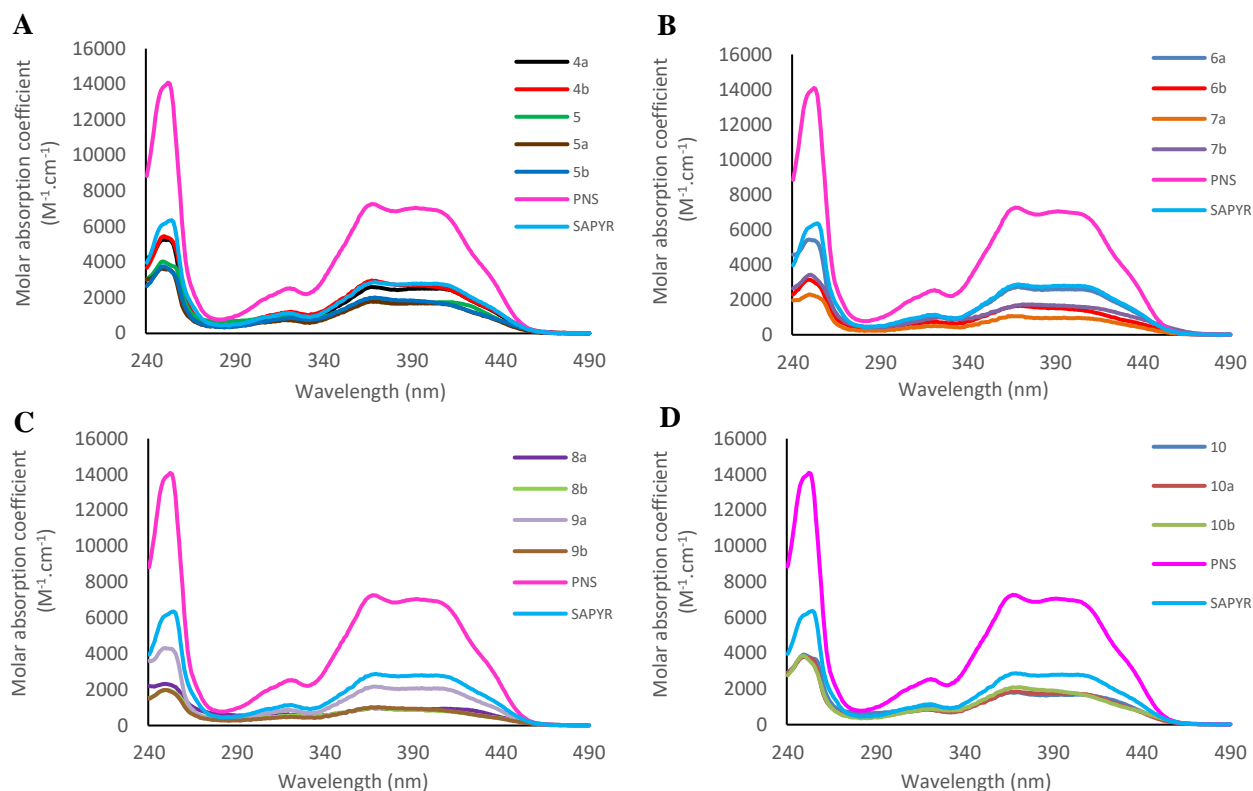 A
Molar absorption coefficient
(M-1.cm-1)
16000
14000
12000
10000
8000
6000
4000
2000
0
240 290 340 390 440 490
Wavelength (nm)
4a
4b
5
5a
5b
PNS
SAPYR
B
Molar absorption coefficient
(M-1.cm-1)
16000
14000
12000
10000
8000
6000
4000
2000
0
240 290 340 390 440 490
Wavelength (nm)
6a
6b
7a
7b
PNS
SAPYR
C
Molar absorption coefficient
(M-1.cm-1)
16000
14000
12000
10000
8000
6000
4000
2000
0
240 290 340 390 440 490
Wavelength (nm)
8a
8b
9a
9b
PNS
SAPYR
D
Molar absorption coefficient
(M-1.cm-1)
16000
14000
12000
10000
8000
6000
4000
2000
0
240 290 340 390 440 490
Wavelength (nm)
10
10a
10b
PNS
SAPYR